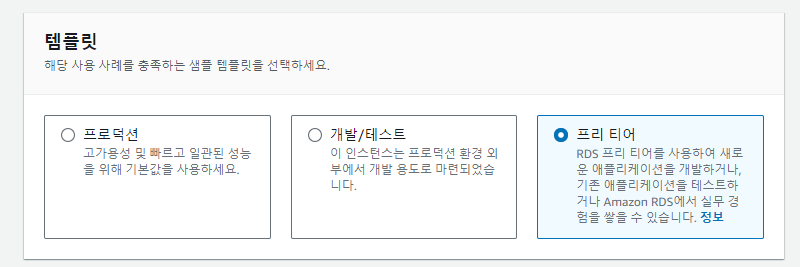 템플릿
해당 사용 사례를 충족하는 샘플 템플릿을 선택하세요.
프로덕션
고가용성 및 빠르고 일관된 성능
을 위해 기본값을 사용하세요.
개발/테스트
이 인스턴스는 프로덕션 환경 외
부에서 개발 용도로 마련되었습
니다.
프리 티어
RDS 프리 티어를 사용하여 새로
운 애플리케이션을 개발하거나,
기존 애플리케이션을 테스트하
거나 Amazon RDS에서 실무 경
험을 쌓을 수 있습니다. 정보